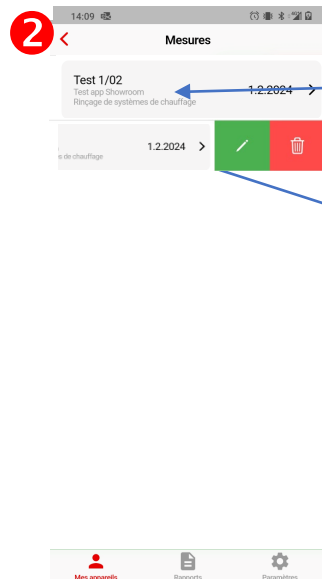 2
14:09
Mesures
Test 1/02
Test app Showroom
Rinçage de systèmes de chauffage
1.2.2024
s de chauffage
1.2.2024
Mes appareils
Rapports
Paramètres